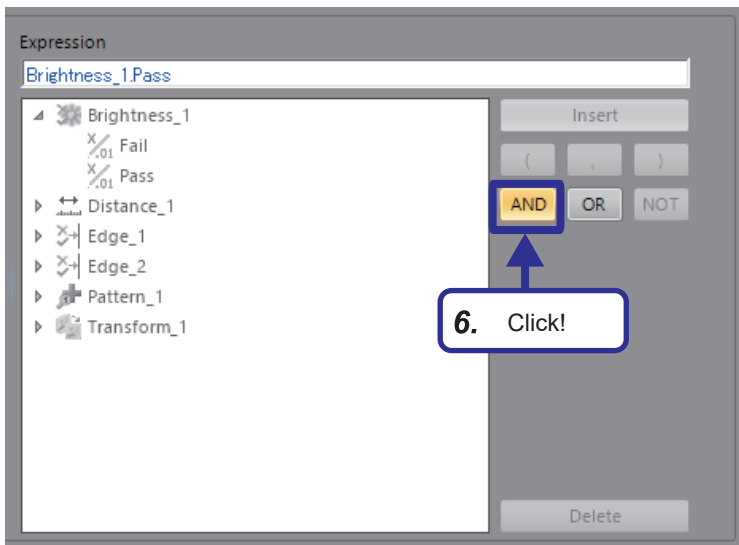 Expression
Brightness_1.Pass
Brightness_1
Fail
Pass
Distance_1
Edge_1
Edge_2
Pattern_1
Transform_1
Insert
( , )
AND OR NOT
6. Click!
Delete